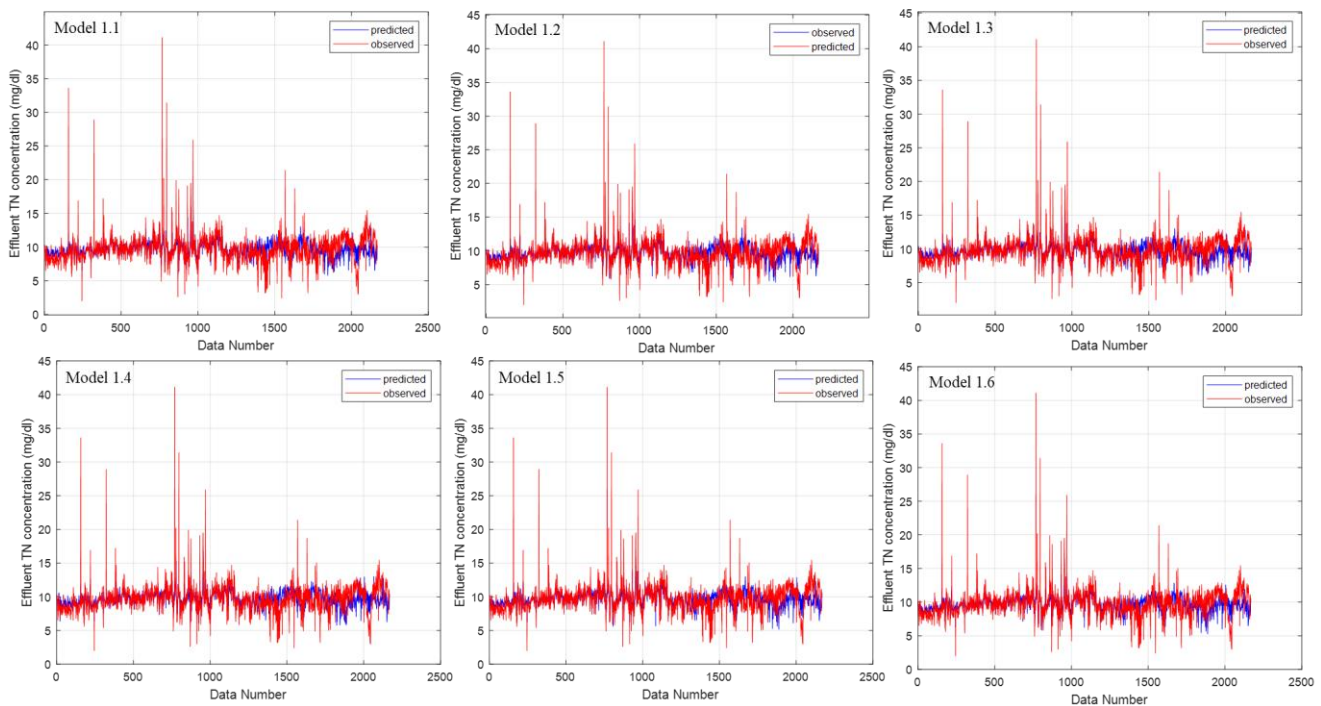 Model 1.1
predicted
observed
Effluent TN concentration (mg/dl)
40
35
30
25
20
15
10
5
0
0 500 1000 1500 2000 2500
Data Number
Model 1.2
observed
predicted
Effluent TN concentration (mg/dl)
45
40
35
30
25
20
15
10
5
0 500 1000 1500 2000
Data Number
Model 1.3
predicted
observed
Effluent TN concentration (mg/dl)
45
40
35
30
25
20
15
10
5
0 500 1000 1500 2000
Data Number
Model 1.4
predicted
observed
Effluent TN concentration (mg/dl)
45
40
35
30
25
20
15
10
5
0
0 500 1000 1500 2000 2500
Data Number
Model 1.5
predicted
observed
Effluent TN concentration (mg/dl)
45
40
35
30
25
20
15
10
5
0
0 500 1000 1500 2000 2500
Data Number
Model 1.6
predicted
observed
Effluent TN concentration (mg/dl)
45
40
35
30
25
20
15
10
5
0
0 500 1000 1500 2000 2500
Data Number